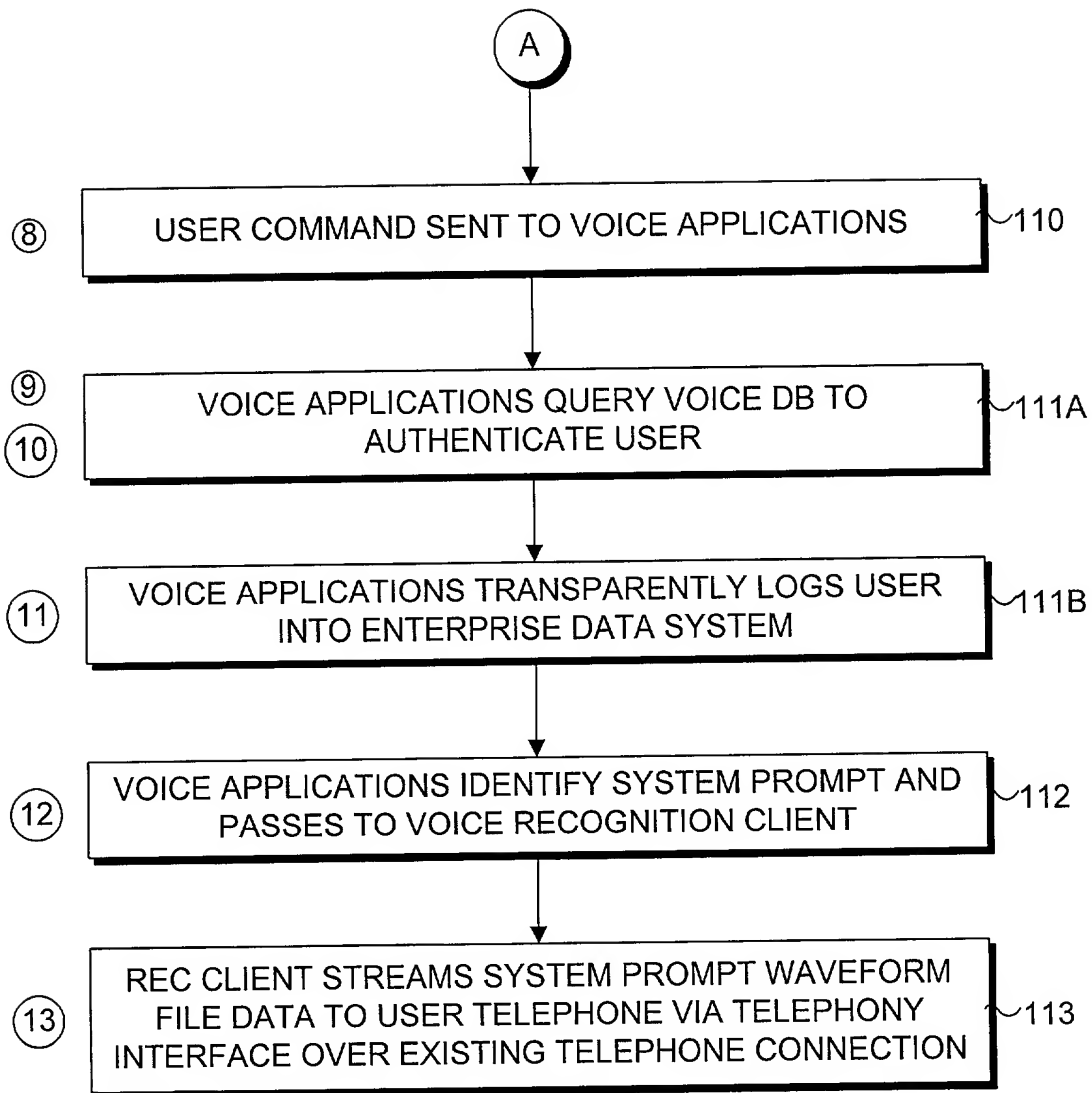 A
8
USER COMMAND SENT TO VOICE APPLICATIONS
110
9
10
VOICE APPLICATIONS QUERY VOICE DB TO
AUTHENTICATE USER
111A
11
VOICE APPLICATIONS TRANSPARENTLY LOGS USER
INTO ENTERPRISE DATA SYSTEM
111B
12
VOICE APPLICATIONS IDENTIFY SYSTEM PROMPT AND
PASSES TO VOICE RECOGNITION CLIENT
112
13
REC CLIENT STREAMS SYSTEM PROMPT WAVEFORM
FILE DATA TO USER TELEPHONE VIA TELEPHONY
INTERFACE OVER EXISTING TELEPHONE CONNECTION
113